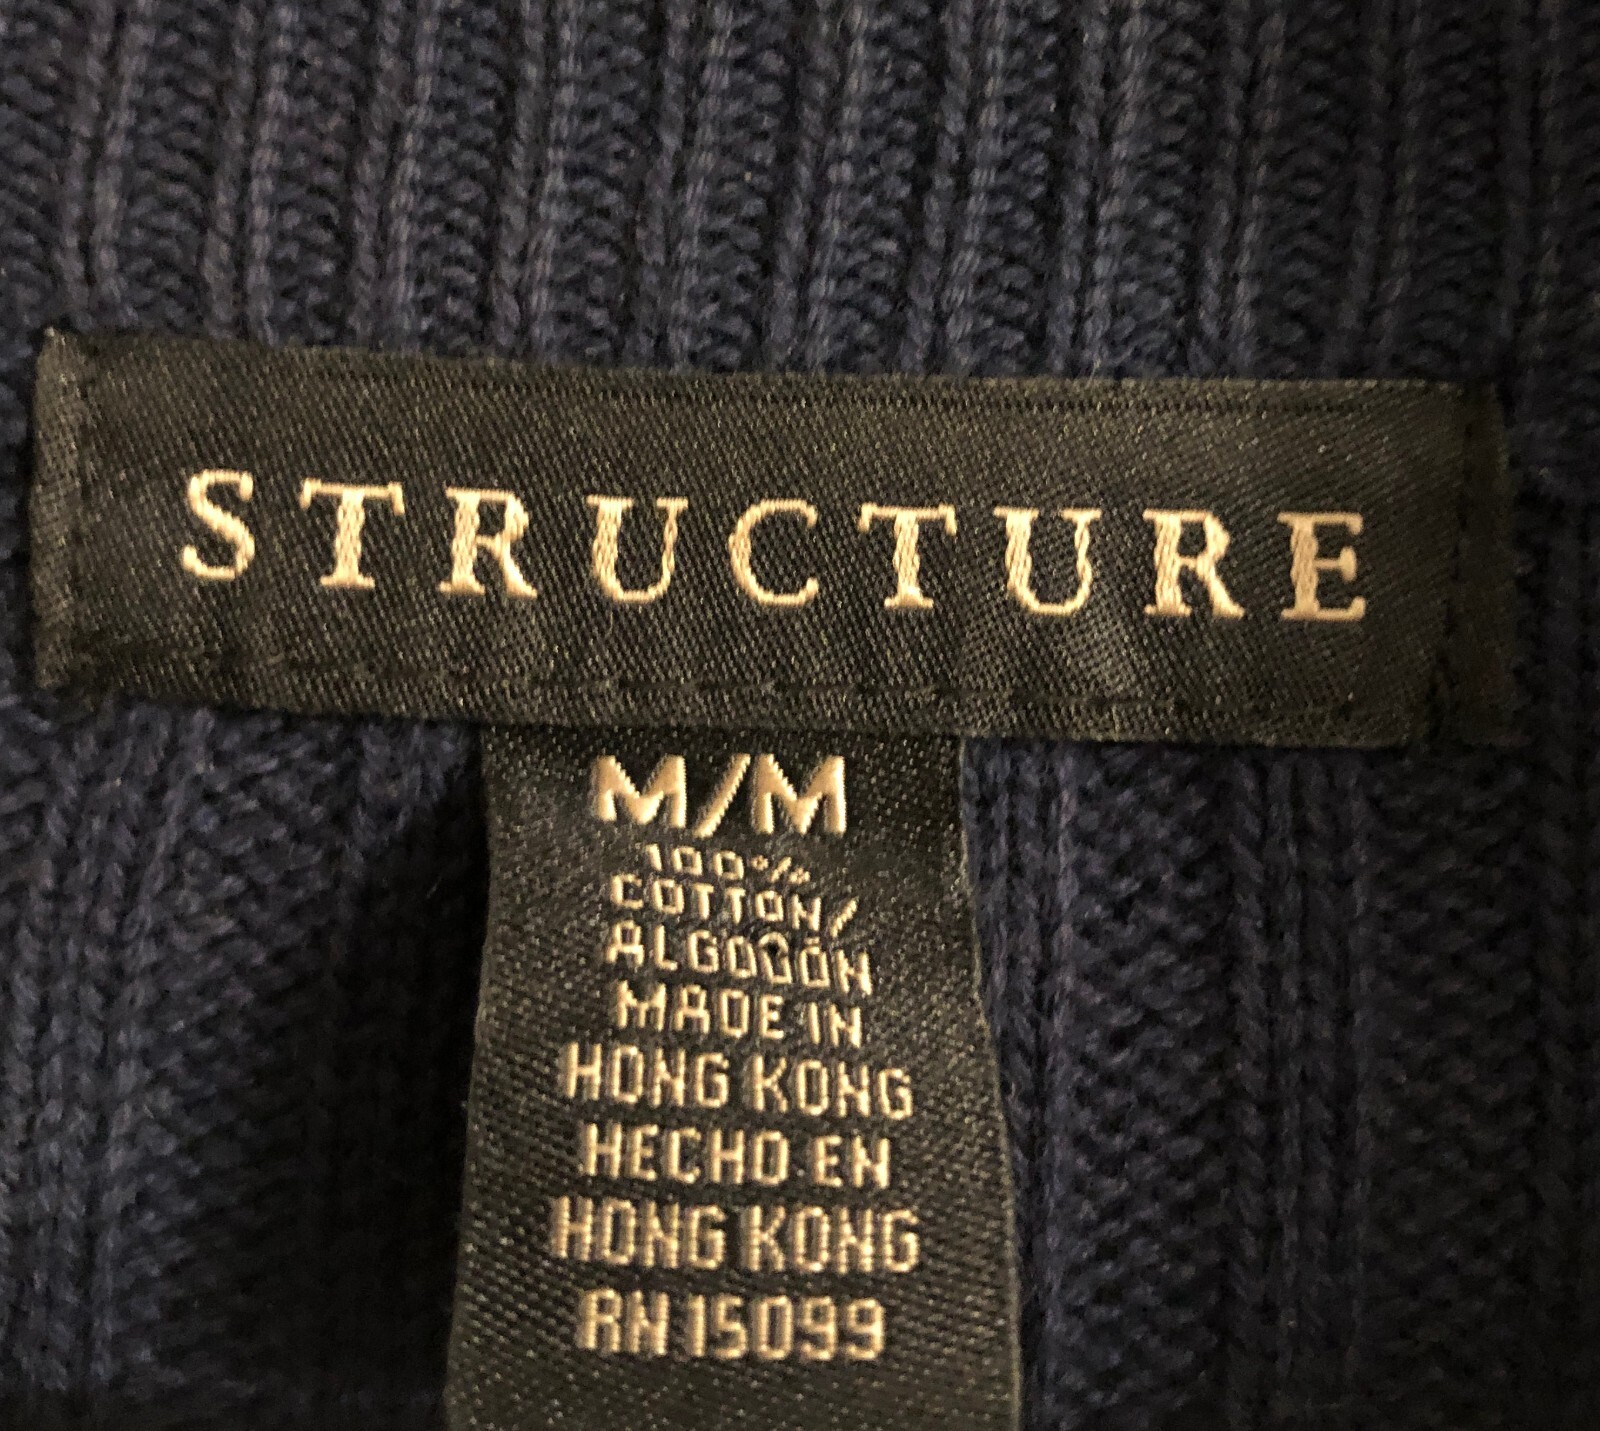 STRUCTURE
M/M
100%
COTTON/
ALGODÓN
MADE IN
HONG KONG
HECHO EN
HONG KONG
RN 15099